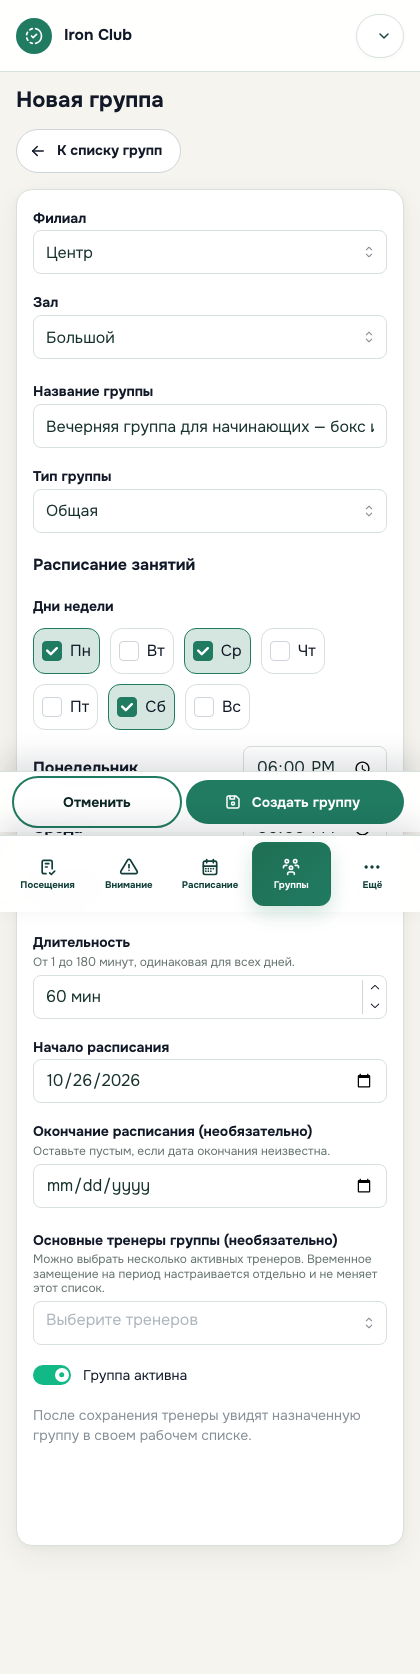 Iron Club
Новая группа
К списку групп
Филиал
Центр
Зал
Большой
Название группы
Вечерняя группа для начинающих — бокс
Тип группы
Общая
Расписание занятий
Дни недели
Пн Вт Ср Чт
Пт Сб Вс
Понедельник 06:00 PM
Отменить Создать группу
Посещения Внимание Расписание Группы Ещё
Длительность
От 1 до 180 минут, одинаковая для всех дней.
60 мин
Начало расписания
10/26/2026
Окончание расписания (необязательно)
Оставьте пустым, если дата окончания неизвестна.
mm/dd/yyyy
Основные тренеры группы (необязательно)
Можно выбрать несколько активных тренеров. Временное
замещение на период настраивается отдельно и не меняет
этот список.
Выберите тренеров
Группа активна
После сохранения тренеры увидят назначенную
группу в своем рабочем списке.